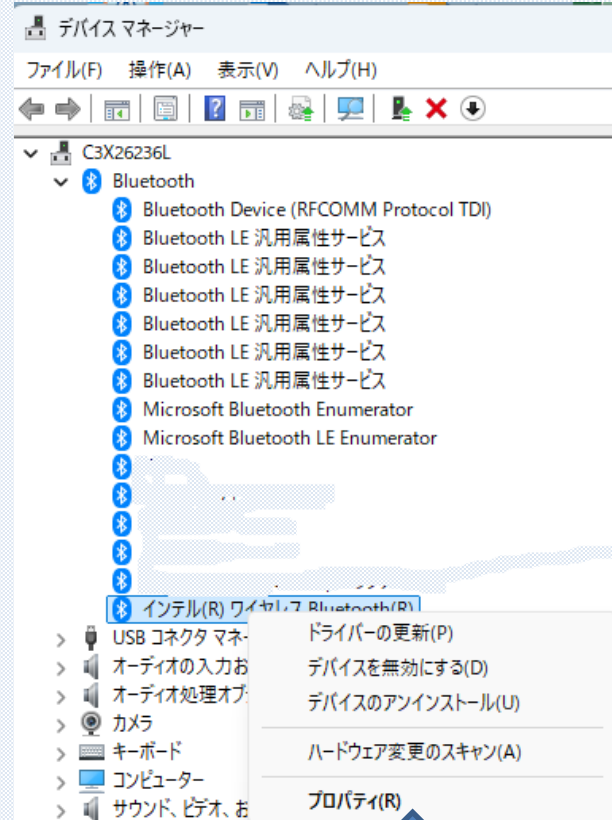 デバイス マネージャー
ファイル(F) 操作(A) 表示(V) ヘルプ(H)
C3X26236L
Bluetooth
Bluetooth Device (RFCOMM Protocol TDI)
Bluetooth LE 汎用属性サービス
Bluetooth LE 汎用属性サービス
Bluetooth LE 汎用属性サービス
Bluetooth LE 汎用属性サービス
Bluetooth LE 汎用属性サービス
Bluetooth LE 汎用属性サービス
Microsoft Bluetooth Enumerator
Microsoft Bluetooth LE Enumerator
インテル(R) ワイヤレス Bluetooth(R)
USB コネクタ マネー
オーディオの入力お
オーディオ処理オブ
カメラ
キーボード
コンピューター
サウンド、ビデオ、お
ドライバーの更新(P)
デバイスを無効にする(D)
デバイスのアンインストール(U)
ハードウェア変更のスキャン(A)
プロパティ(R)